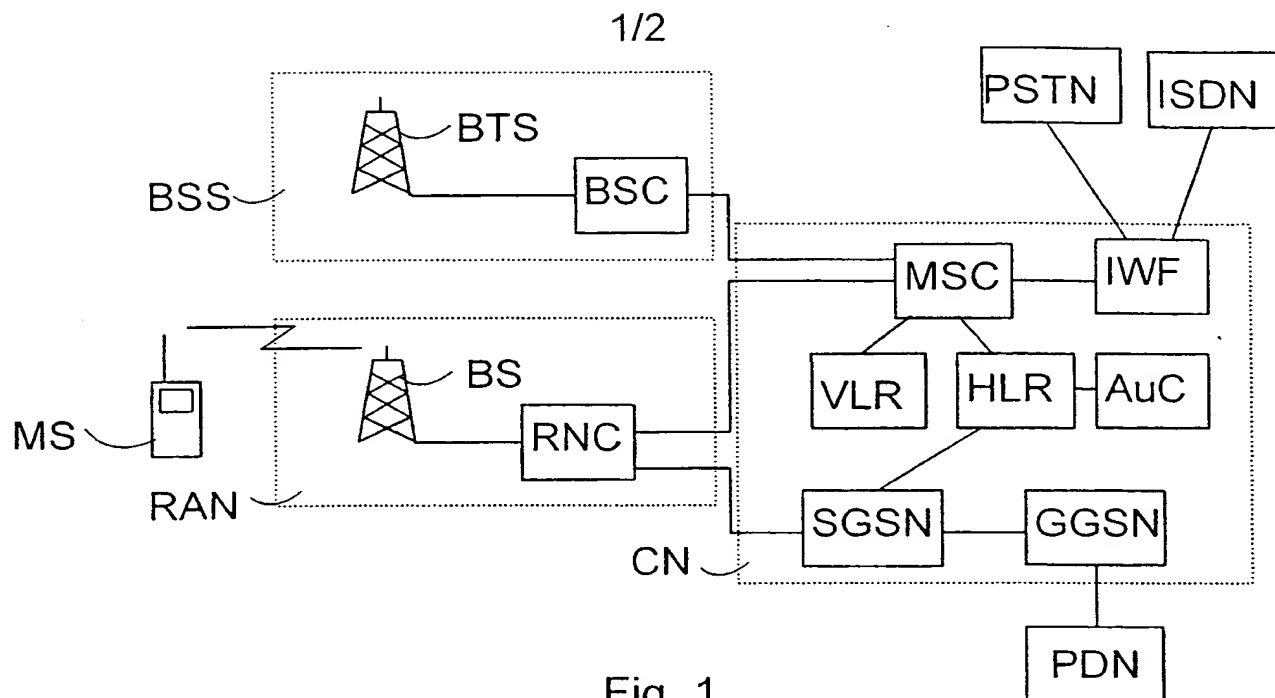 1/2
PSTN
ISDN
BTS
BSS
BSC
MSC
IWF
BS
VLR
HLR
AuC
MS
RNC
RAN
SGSN
GGSN
CN
PDN
Fig. 1